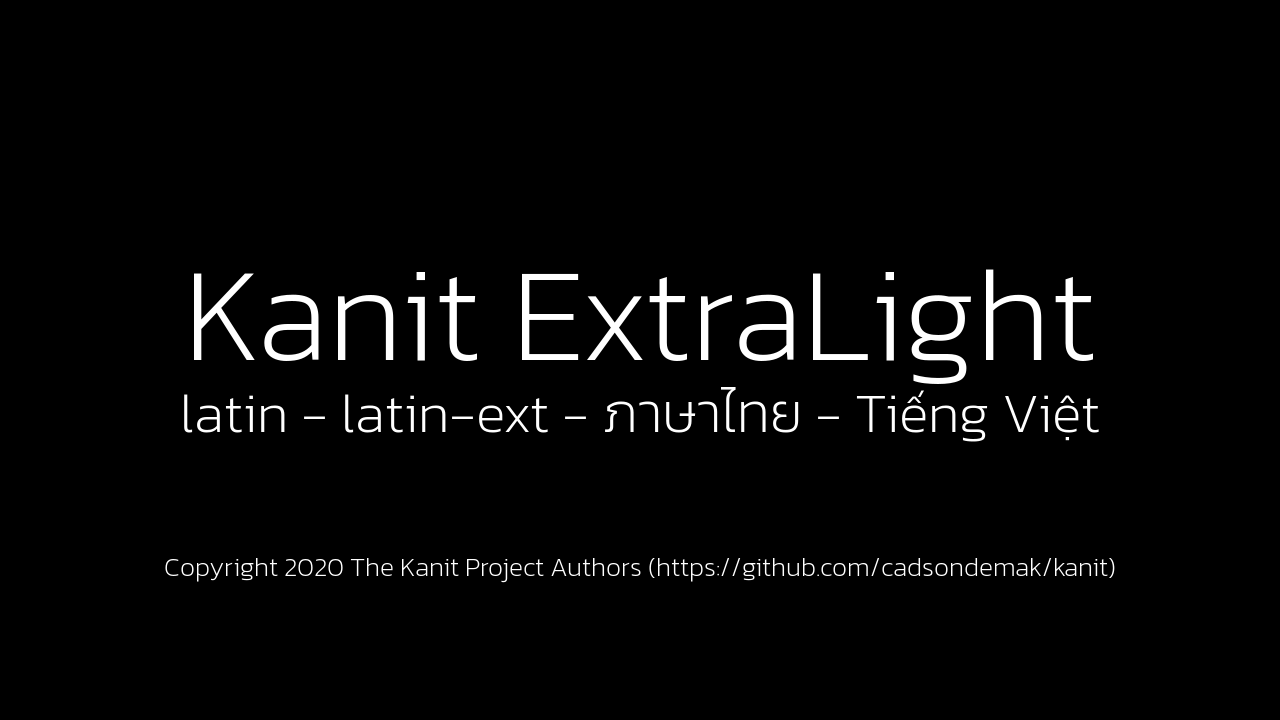 Kanit ExtraLight
latin - latin-ext - ภาษาไทย - Tiếng Việt
Copyright 2020 The Kanit Project Authors (https://github.com/cadsondemak/kanit)